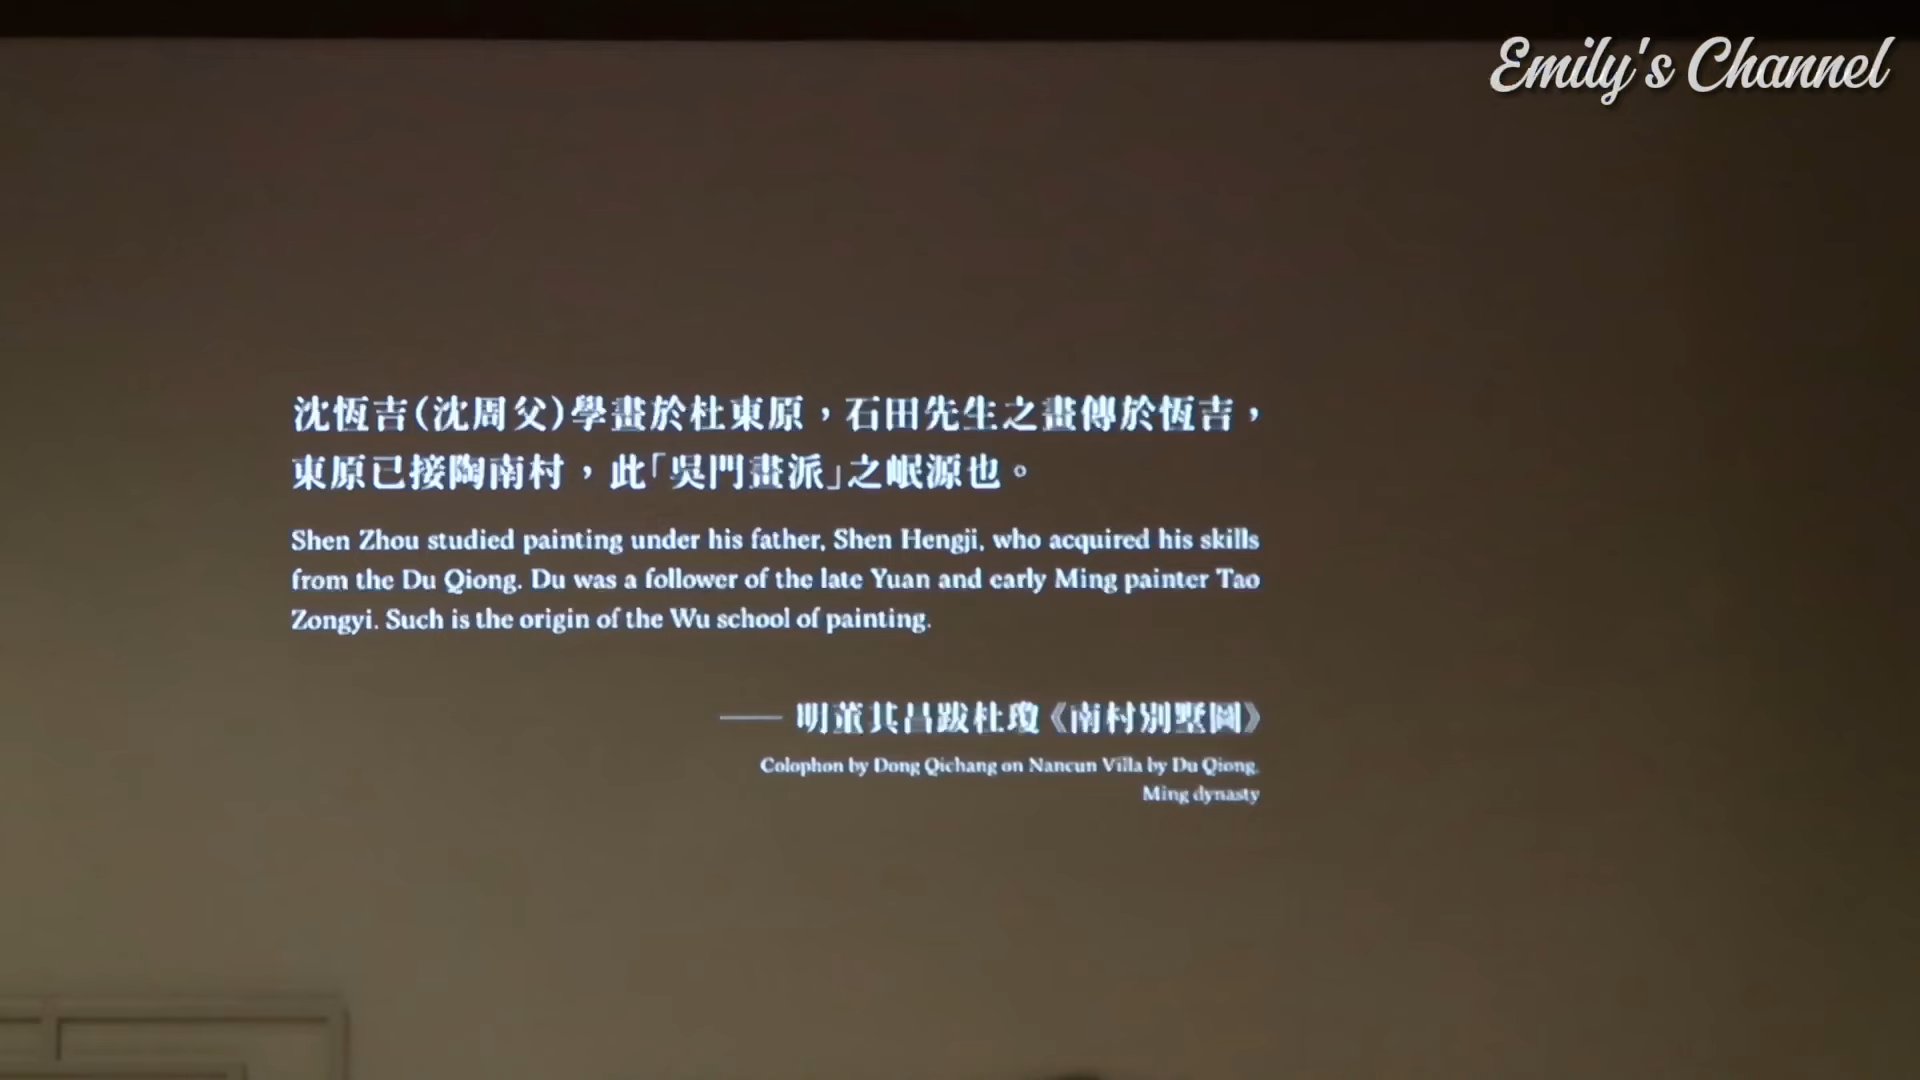 Emily's Channel
沈恆吉(沈周父)學畫於杜東原，石田先生之畫傳於恆吉，
東原已接陶南村，此「吳門畫派」之岷源也。
Shen Zhou studied painting under his father, Shen Hengji, who acquired his skills
from the Du Qiong. Du was a follower of the late Yuan and early Ming painter Tao
Zongyi. Such is the origin of the Wu school of painting.
—— 明董其昌跋杜瓊《南村別墅圖》
Colophon by Dong Qichang on Nancun Villa by Du Qiong,
Ming dynasty